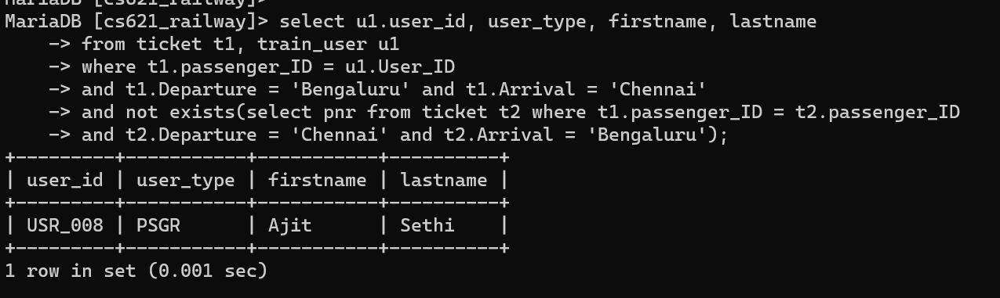 MariaDB [cs621_railway]>
MariaDB [cs621_railway]> select u1.user_id, user_type, firstname, lastname
    -> from ticket t1, train_user u1
    -> where t1.passenger_ID = u1.User_ID
    -> and t1.Departure = 'Bengaluru' and t1.Arrival = 'Chennai'
    -> and not exists(select pnr from ticket t2 where t1.passenger_ID = t2.passenger_ID
    -> and t2.Departure = 'Chennai' and t2.Arrival = 'Bengaluru');
+---------+-----------+-----------+----------+
| user_id | user_type | firstname | lastname |
+---------+-----------+-----------+----------+
| USR_008 | PSGR      | Ajit      | Sethi    |
+---------+-----------+-----------+----------+
1 row in set (0.001 sec)